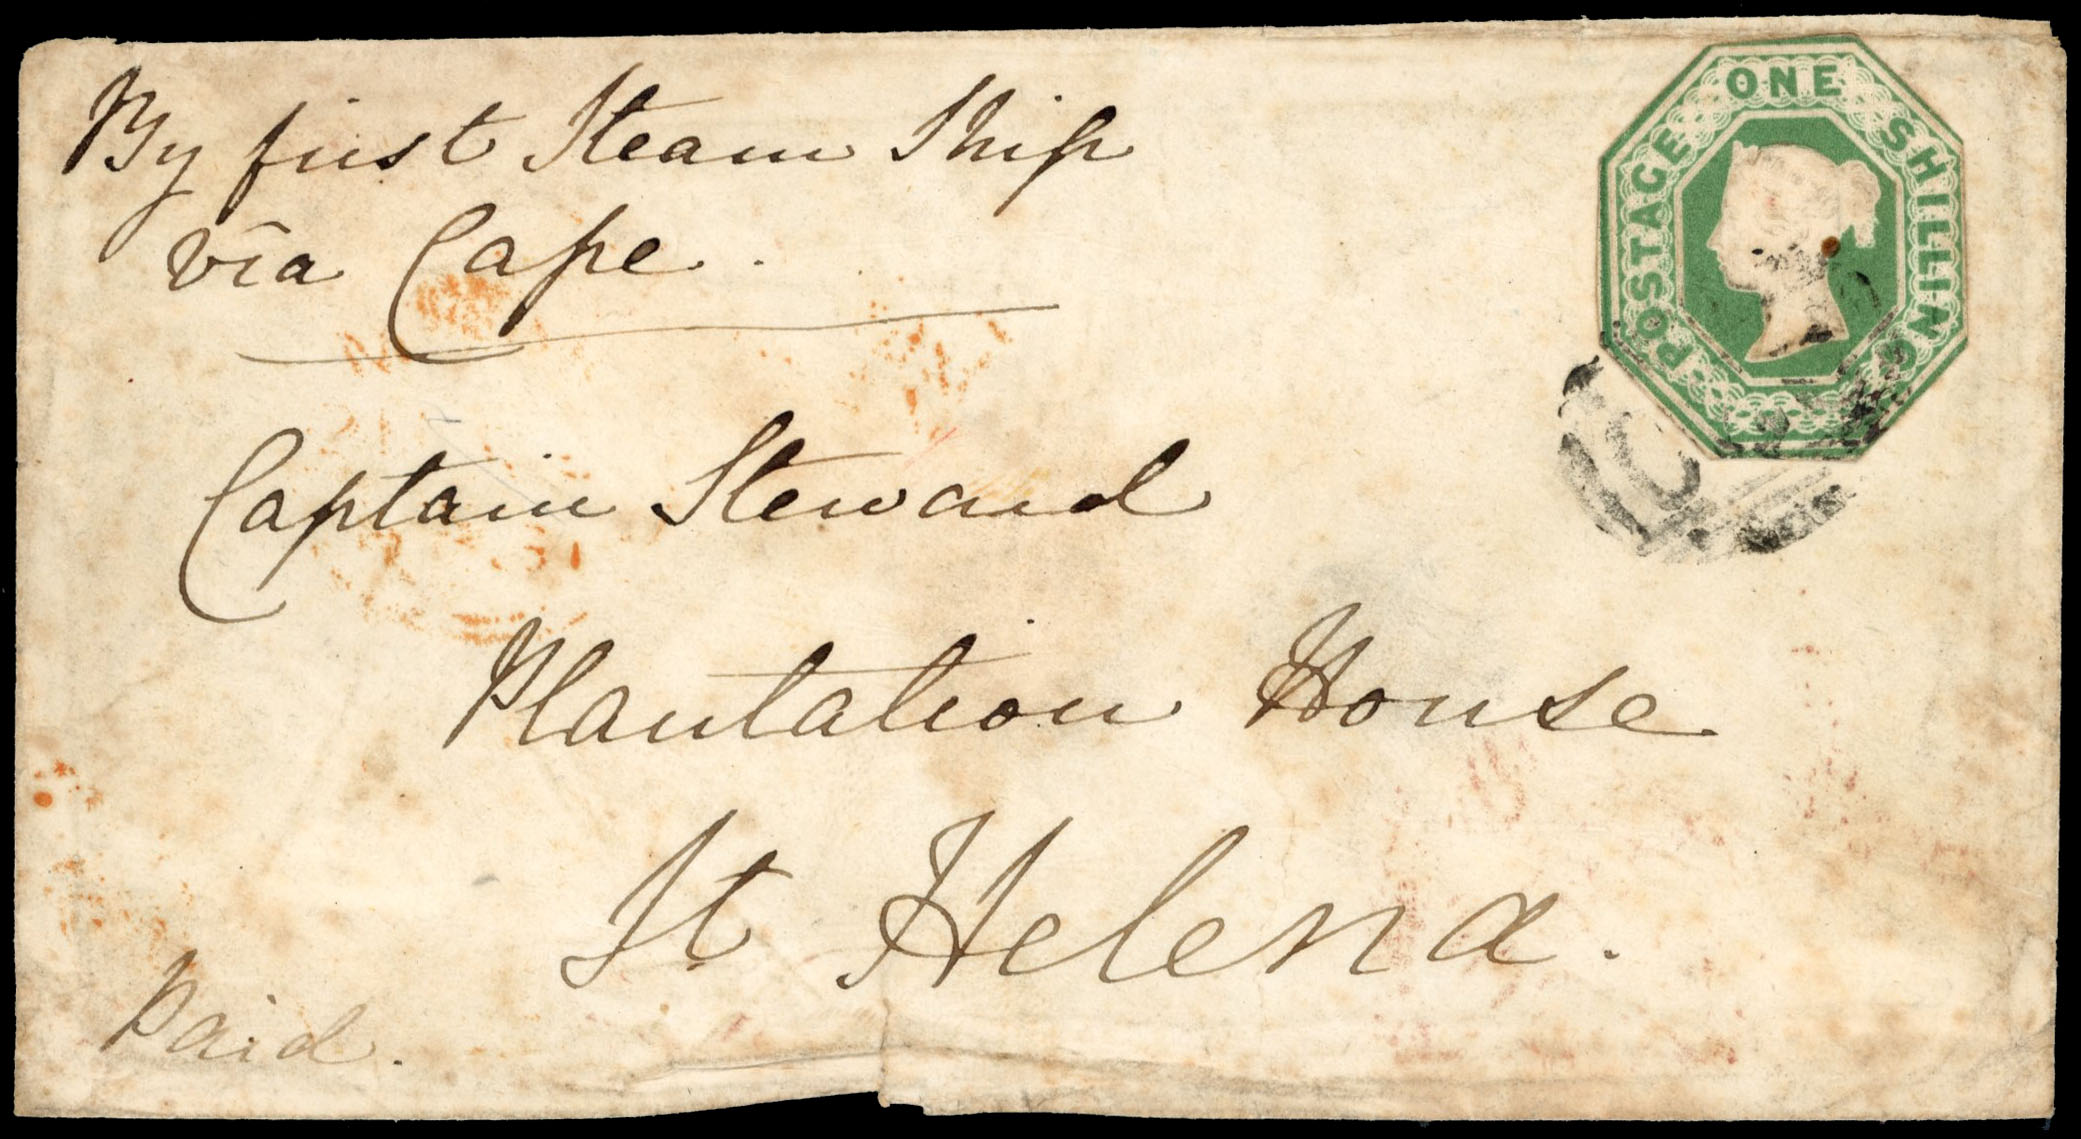 By first Steam Ship
via Cape.
POSTAGE ONE SHILLING
Captain Steward
Plantation House
St Helena.
Paid.